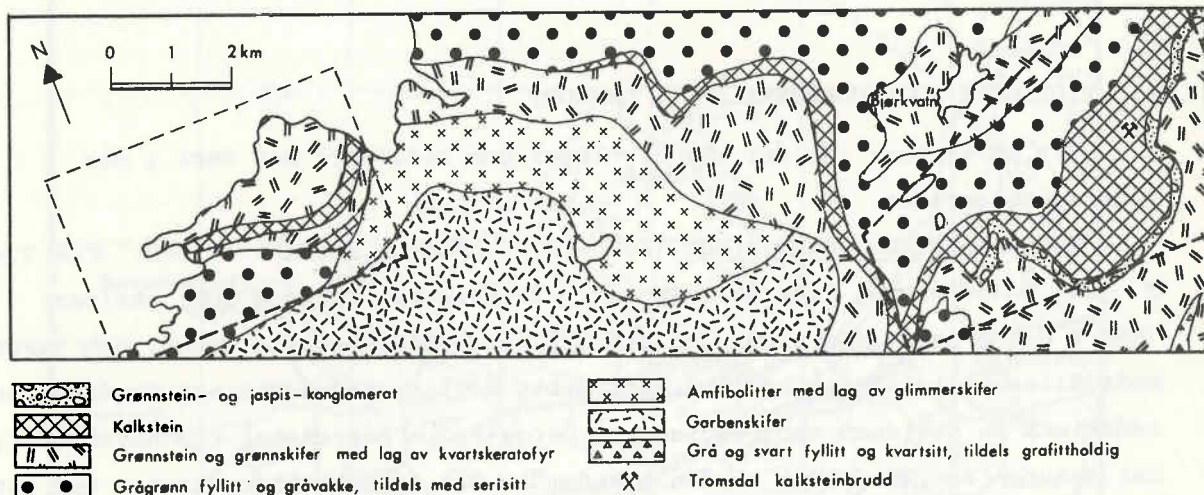 N
0 1 2 km
Bjørkvatn
Grønnstein- og jaspis-konglomerat
Kalkstein
Grønnstein og grønnskifer med lag av kvartskeratofyr
Grågrønn fyllitt og gråvakke, tildels med serisitt
Amfibolitter med lag av glimmerskifer
Garbenskifer
Grå og svart fyllitt og kvartsitt, tildels grafittholdig
Tromsdal kalksteinbrudd